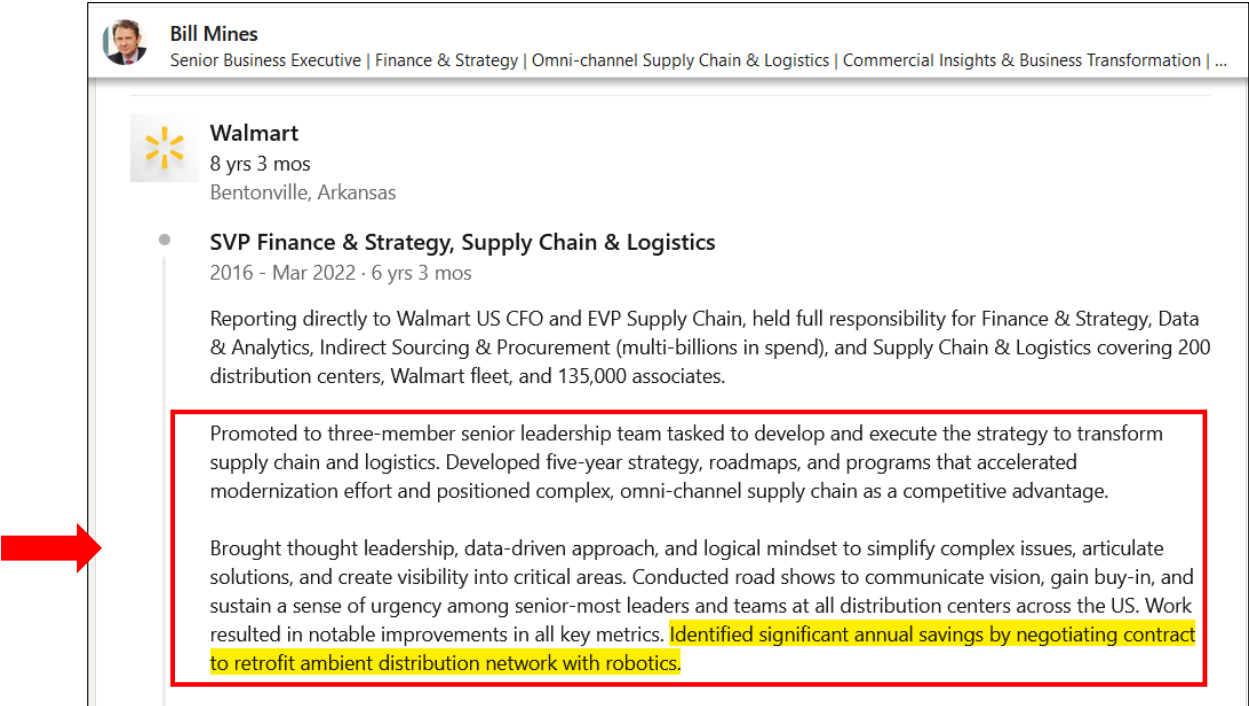 Bill Mines
Senior Business Executive | Finance & Strategy | Omni-channel Supply Chain & Logistics | Commercial Insights & Business Transformation | ...
Walmart
8 yrs 3 mos
Bentonville, Arkansas
SVP Finance & Strategy, Supply Chain & Logistics
2016 - Mar 2022 · 6 yrs 3 mos
Reporting directly to Walmart US CFO and EVP Supply Chain, held full responsibility for Finance & Strategy, Data
& Analytics, Indirect Sourcing & Procurement (multi-billions in spend), and Supply Chain & Logistics covering 200
distribution centers, Walmart fleet, and 135,000 associates.
Promoted to three-member senior leadership team tasked to develop and execute the strategy to transform
supply chain and logistics. Developed five-year strategy, roadmaps, and programs that accelerated
modernization effort and positioned complex, omni-channel supply chain as a competitive advantage.
Brought thought leadership, data-driven approach, and logical mindset to simplify complex issues, articulate
solutions, and create visibility into critical areas. Conducted road shows to communicate vision, gain buy-in, and
sustain a sense of urgency among senior-most leaders and teams at all distribution centers across the US. Work
resulted in notable improvements in all key metrics. Identified significant annual savings by negotiating contract
to retrofit ambient distribution network with robotics.